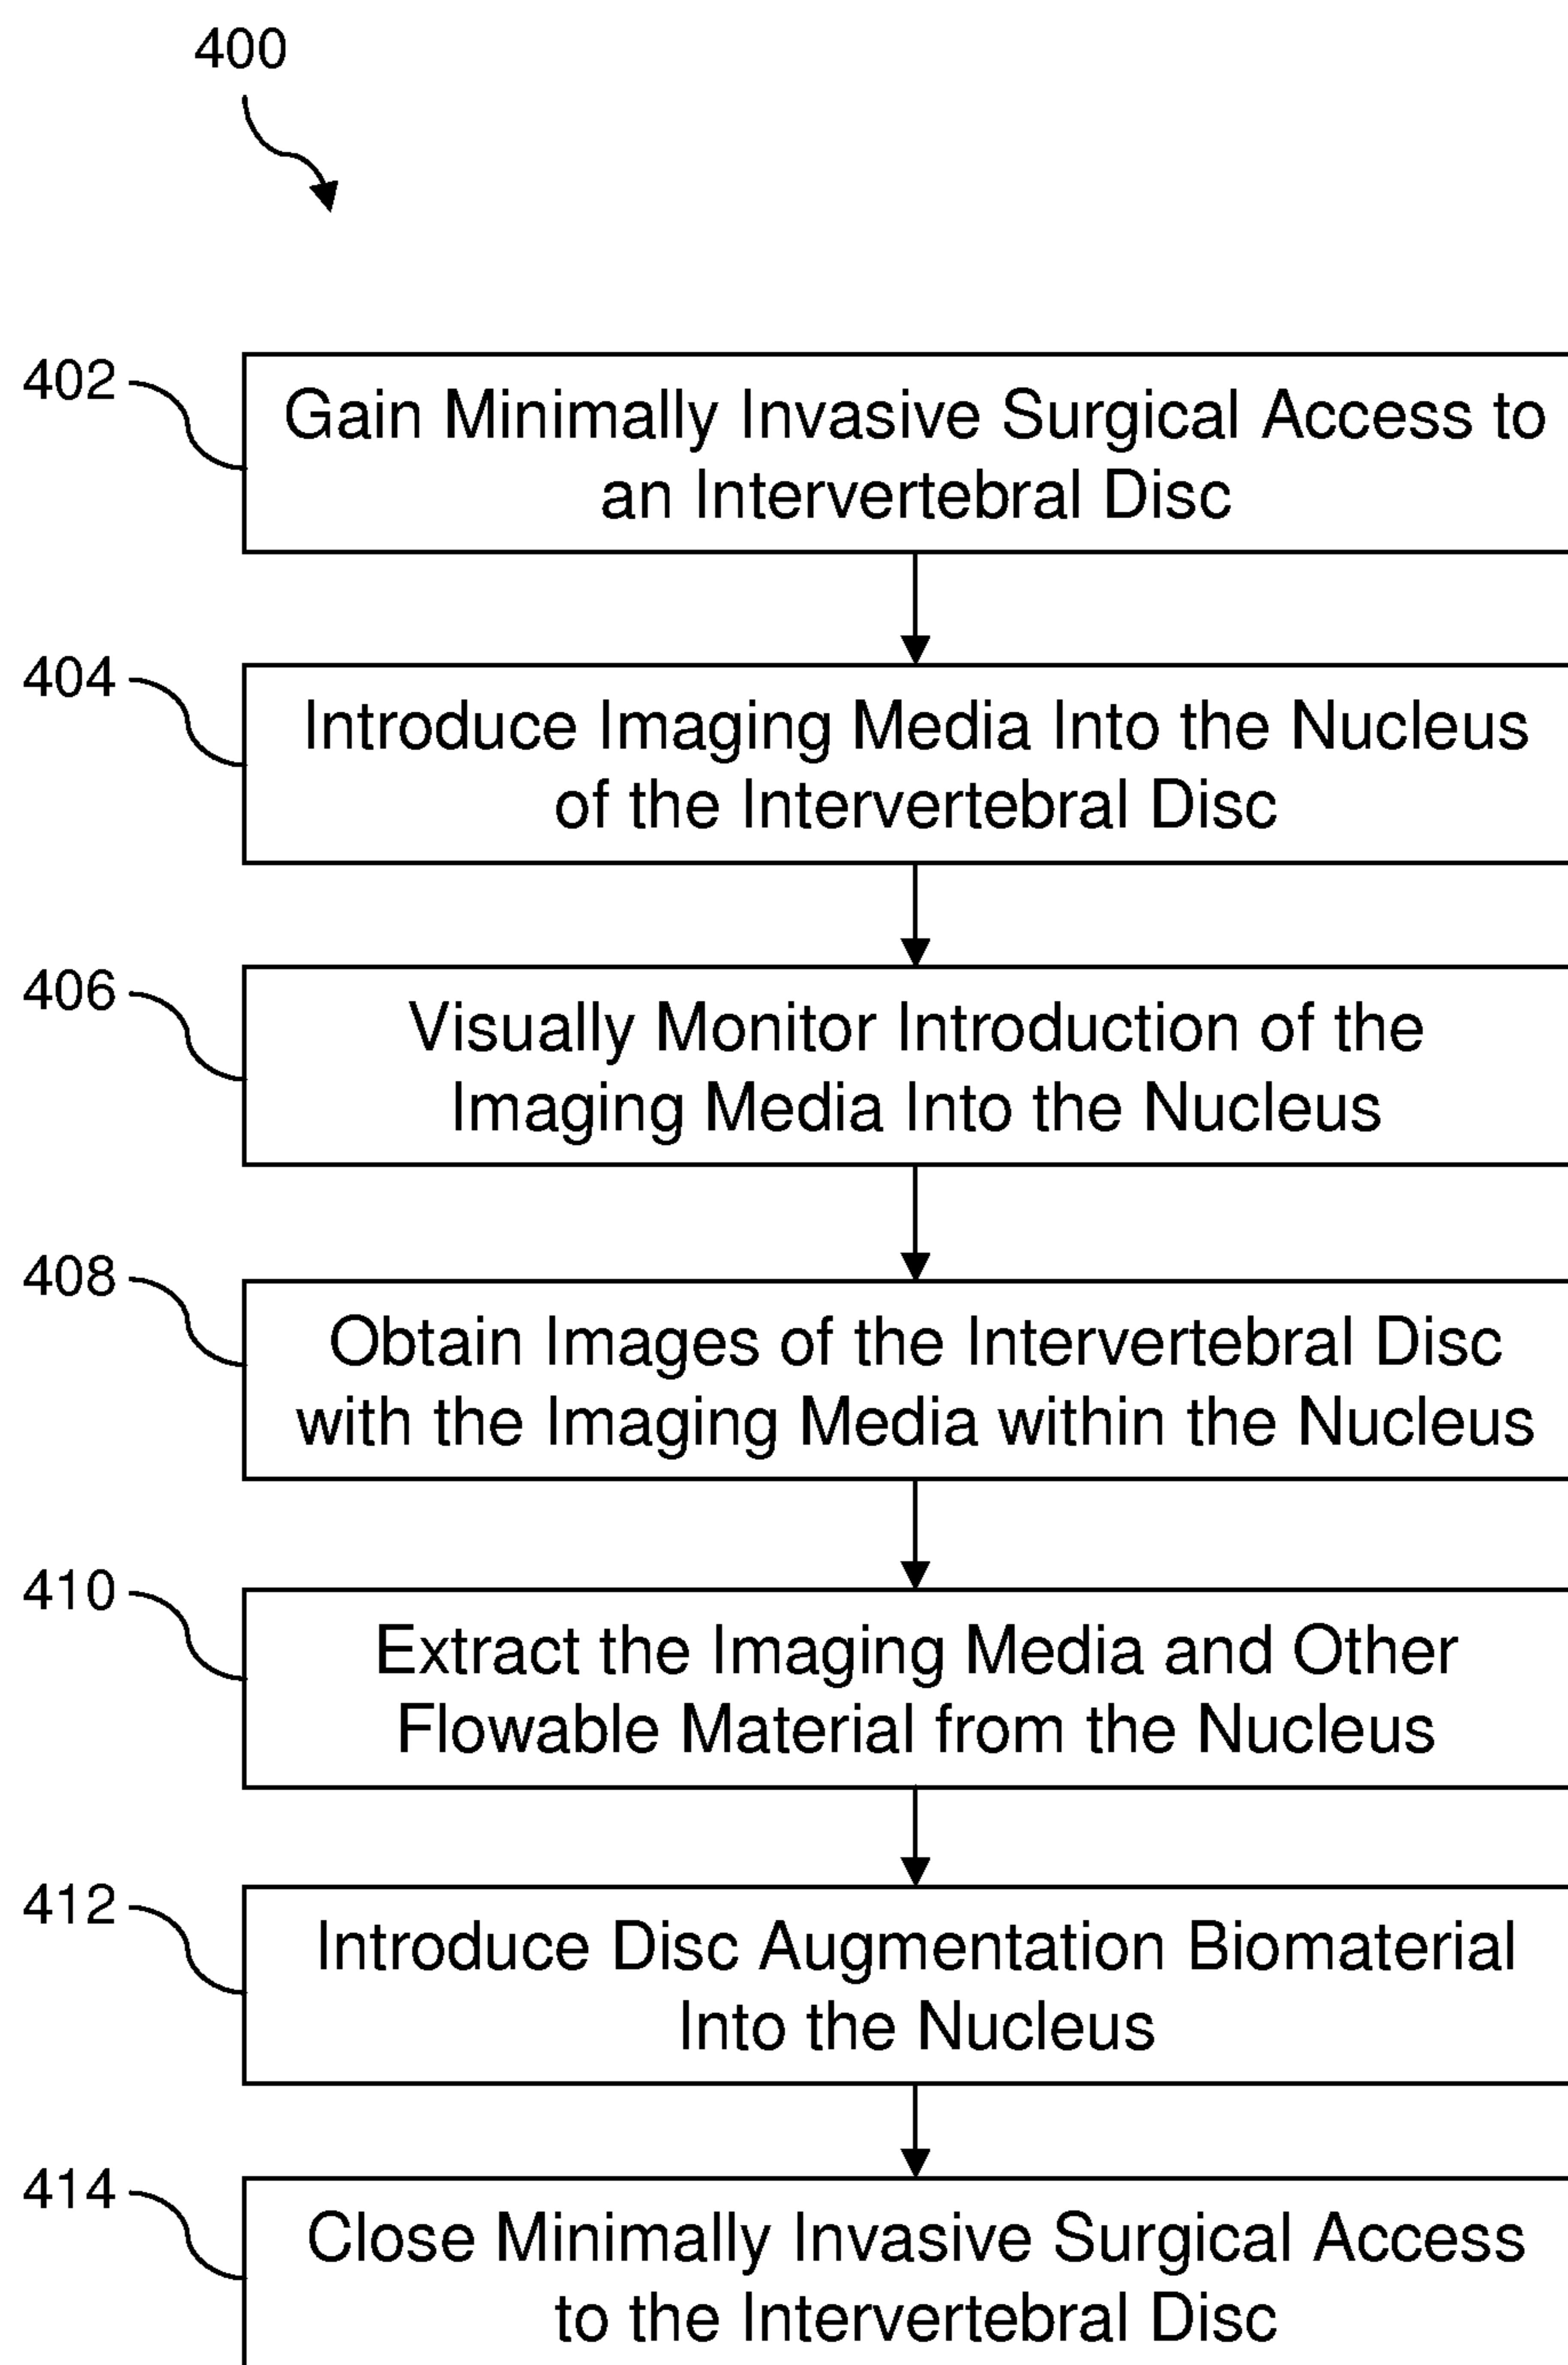 400
402
Gain Minimally Invasive Surgical Access to
an Intervertebral Disc
404
Introduce Imaging Media Into the Nucleus
of the Intervertebral Disc
406
Visually Monitor Introduction of the
Imaging Media Into the Nucleus
408
Obtain Images of the Intervertebral Disc
with the Imaging Media within the Nucleus
410
Extract the Imaging Media and Other
Flowable Material from the Nucleus
412
Introduce Disc Augmentation Biomaterial
Into the Nucleus
414
Close Minimally Invasive Surgical Access
to the Intervertebral Disc